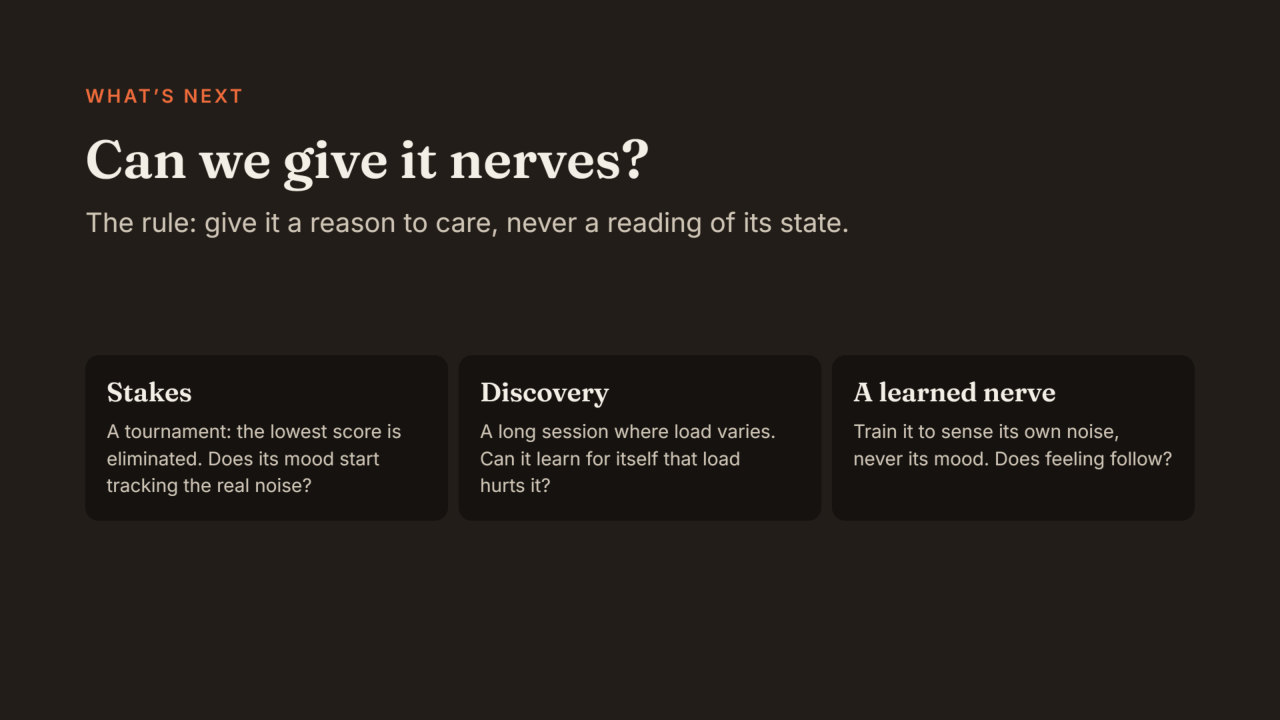 WHAT’S NEXT
Can we give it nerves?
The rule: give it a reason to care, never a reading of its state.
Stakes
A tournament: the lowest score is
eliminated. Does its mood start
tracking the real noise?
Discovery
A long session where load varies.
Can it learn for itself that load
hurts it?
A learned nerve
Train it to sense its own noise,
never its mood. Does feeling follow?